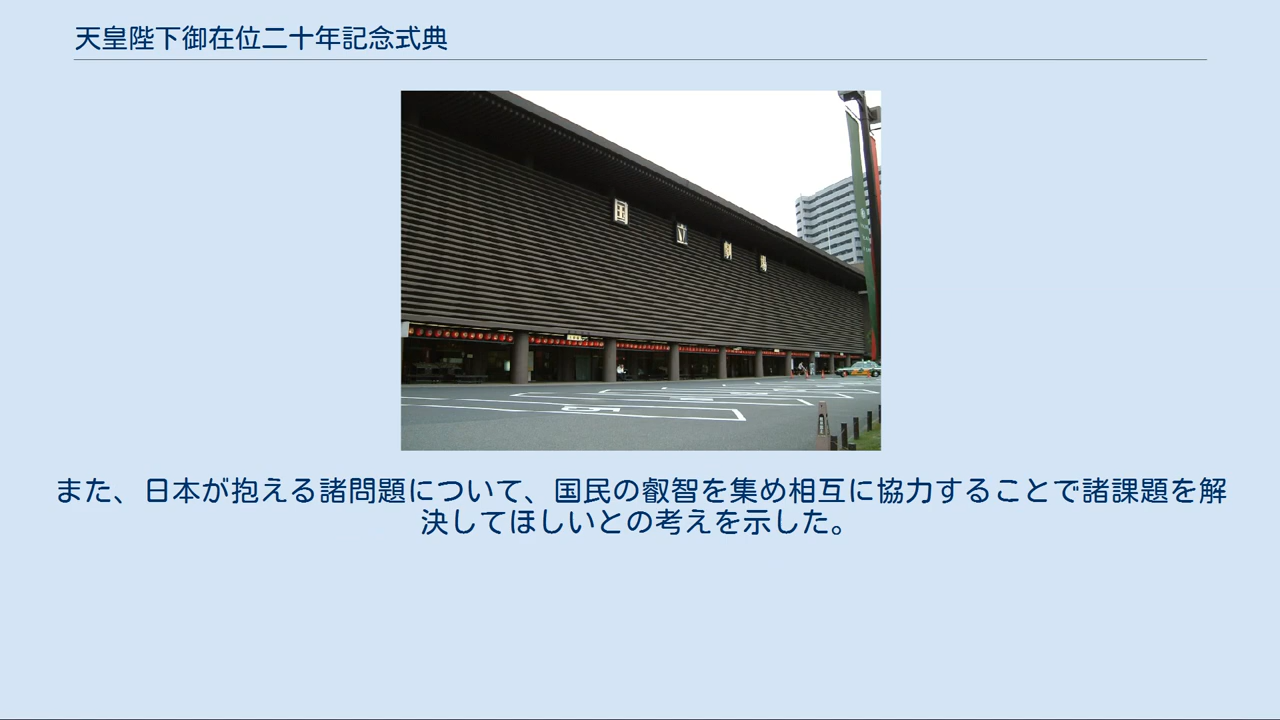 天皇陛下御在位二十年記念式典
国立劇場
また、日本が抱える諸問題について、国民の叡智を集め相互に協力することで諸課題を解
決してほしいとの考えを示した。